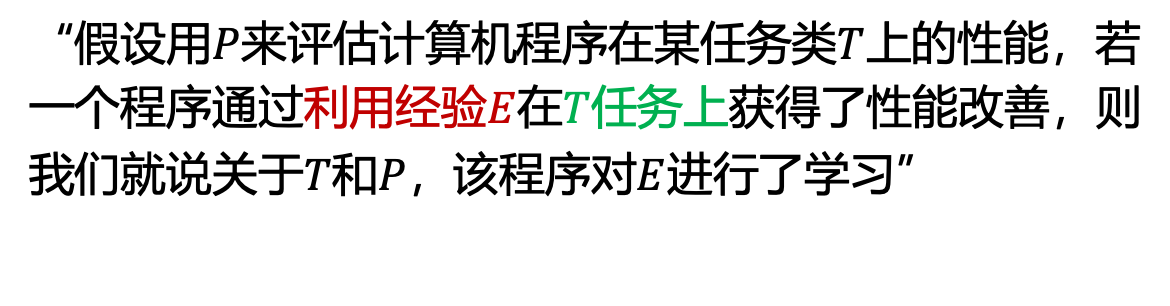 “假设用P来评估计算机程序在某任务类T上的性能，若
一个程序通过利用经验E在T任务上获得了性能改善，则
我们就说关于T和P，该程序对E进行了学习”